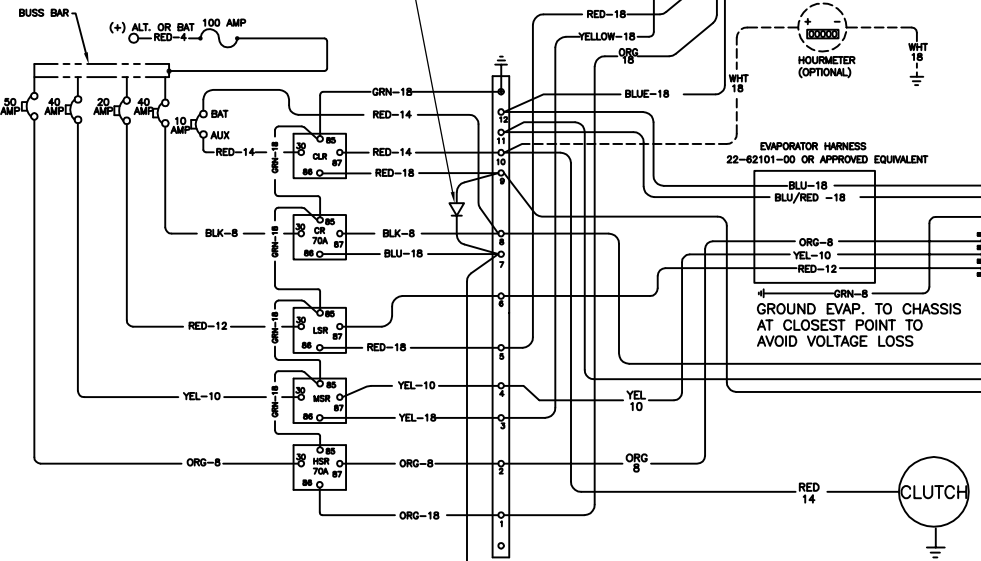 BUSS BAR
(+) ALT. OR BAT
RED-4
100 AMP
50
AMP
40
AMP
20
AMP
40
AMP
10
AMP
BAT
AUX
RED-14
GRN-18
RED-14
85
30
CLR
87
86
RED-14
RED-18
GRN-18
85
30
CR
70A
87
86
BLK-8
BLK-8
BLU-18
GRN-18
85
30
LSR
87
86
RED-12
RED-18
GRN-18
85
30
MSR
87
86
YEL-10
YEL-10
YEL-18
GRN-18
85
30
HSR
70A
87
86
ORG-8
ORG-8
ORG-18
12
11
10
9
8
7
6
5
4
3
2
1
RED-18
YELLOW-18
ORG
18
BLUE-18
WHT
18
+ -
00000
HOURMETER
(OPTIONAL)
WHT
18
EVAPORATOR HARNESS
22-62101-00 OR APPROVED EQUIVALENT
BLU-18
BLU/RED -18
ORG-8
YEL-10
RED-12
GRN-8
GROUND EVAP. TO CHASSIS
AT CLOSEST POINT TO
AVOID VOLTAGE LOSS
YEL
10
ORG
8
RED
14
CLUTCH